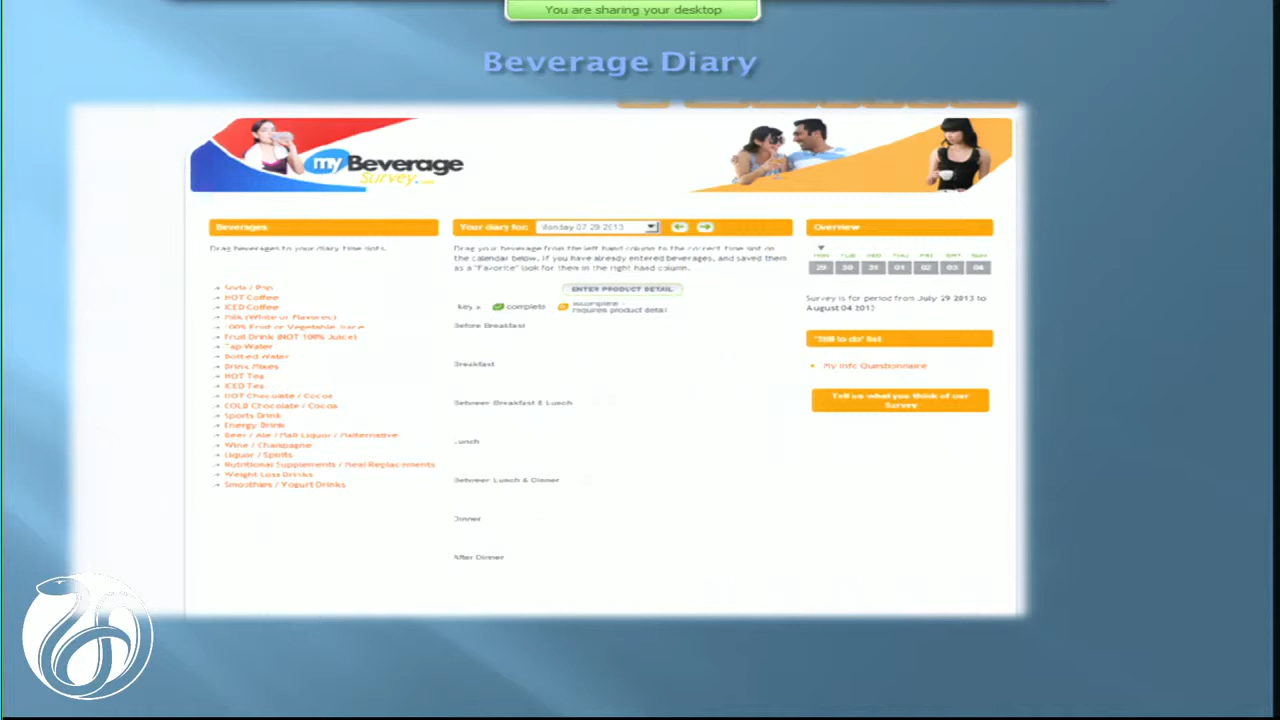 You are sharing your desktop
Beverage Diary
my Beverage
Survey.com
Beverages
Drag beverages to your diary time slots.
Soda / Pop
HOT Coffee
ICED Coffee
Milk (White or Flavored)
100% Fruit or Vegetable Juice
Fruit Drink (NOT 100% Juice)
Tap Water
Bottled Water
Drink Mixes
HOT Tea
ICED Tea
HOT Chocolate / Cocoa
COLD Chocolate / Cocoa
Sports Drink
Energy Drink
Beer / Ale / Malt Liquor / Malternative
Wine / Champagne
Liquor / Spirits
Nutritional Supplements / Meal Replacements
Weight Loss Drinks
Smoothies / Yogurt Drinks
Your diary for: Monday 07 29 2013
Drag your beverage from the left hand column to the correct time slot on
the calendar below. If you have already entered beverages, and saved them
as a "Favorite" look for them in the right hand column.
ENTER PRODUCT DETAIL
key » complete incomplete -
requires product detail
Before Breakfast
Breakfast
Between Breakfast & Lunch
Lunch
Between Lunch & Dinner
Dinner
After Dinner
Overview
MON TUE WED THU FRI SAT SUN
29 30 31 01 02 03 04
Survey is for period from July 29 2013 to
August 04 2013
"Still to do" list
My Info Questionnaire
Tell us what you think of our
Survey